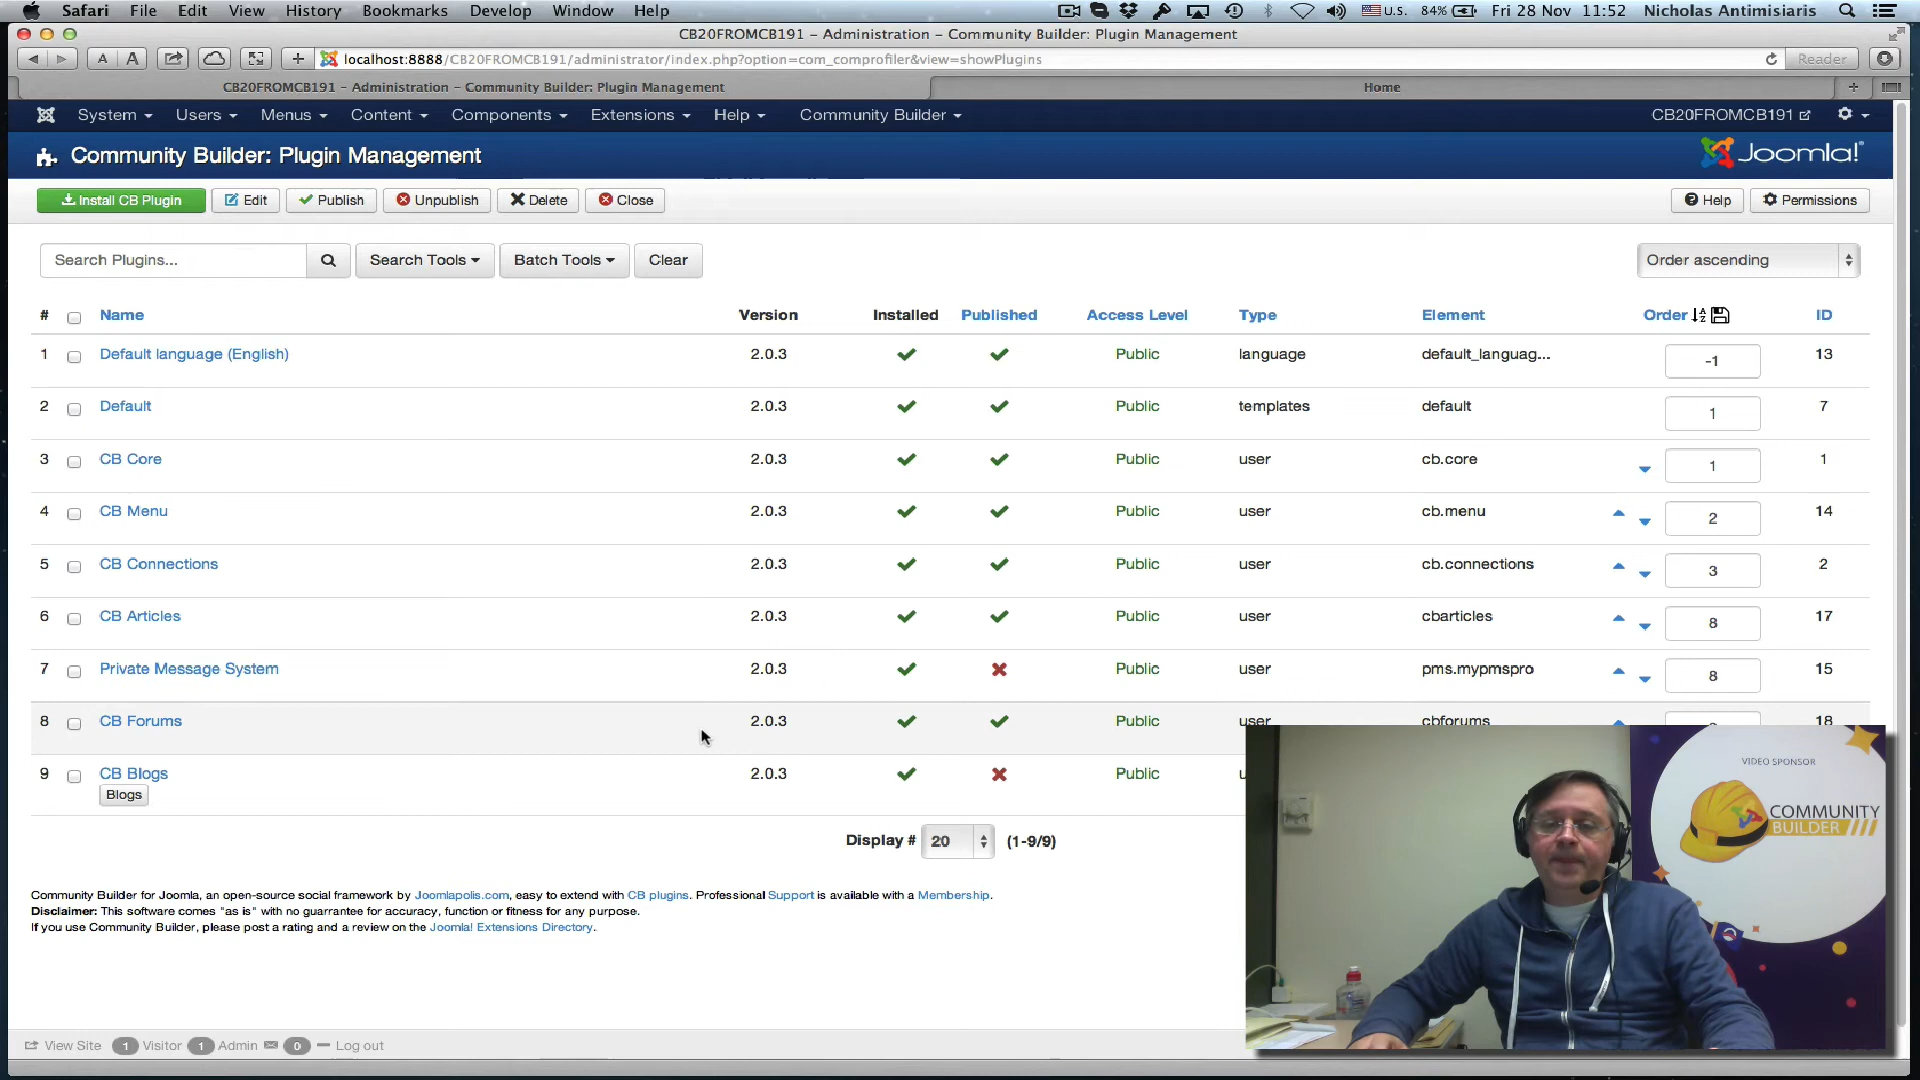 Safari File Edit View History Bookmarks Develop Window Help U.S. 84% Fri 28 Nov 11:52 Nicholas Antimisiaris
CB20FROMCB191 – Administration – Community Builder: Plugin Management
A A + localhost:8888/CB20FROMCB191/administrator/index.php?option=com_comprofiler&view=showPlugins Reader
CB20FROMCB191 – Administration – Community Builder: Plugin Management Home +
System Users Menus Content Components Extensions Help Community Builder CB20FROMCB191
Community Builder: Plugin Management Joomla!
Install CB Plugin Edit Publish Unpublish Delete Close Help Permissions
Search Plugins... Search Tools Batch Tools Clear Order ascending
# Name Version Installed Published Access Level Type Element Order ID
1 Default language (English) 2.0.3 Public language default_languag... -1 13
2 Default 2.0.3 Public templates default 1 7
3 CB Core 2.0.3 Public user cb.core 1 1
4 CB Menu 2.0.3 Public user cb.menu 2 14
5 CB Connections 2.0.3 Public user cb.connections 3 2
6 CB Articles 2.0.3 Public user cbarticles 8 17
7 Private Message System 2.0.3 Public user pms.mypmspro 8 15
8 CB Forums 2.0.3 Public user cbforums 18
9 CB Blogs 2.0.3 Public
Blogs
Display # 20 (1-9/9)
VIDEO SPONSOR
COMMUNITY
BUILDER
Community Builder for Joomla, an open-source social framework by Joomlapolis.com, easy to extend with CB plugins. Professional Support is available with a Membership.
Disclaimer: This software comes "as is" with no guarrantee for accuracy, function or fitness for any purpose.
If you use Community Builder, please post a rating and a review on the Joomla! Extensions Directory.
View Site 1 Visitor 1 Admin 0 Log out